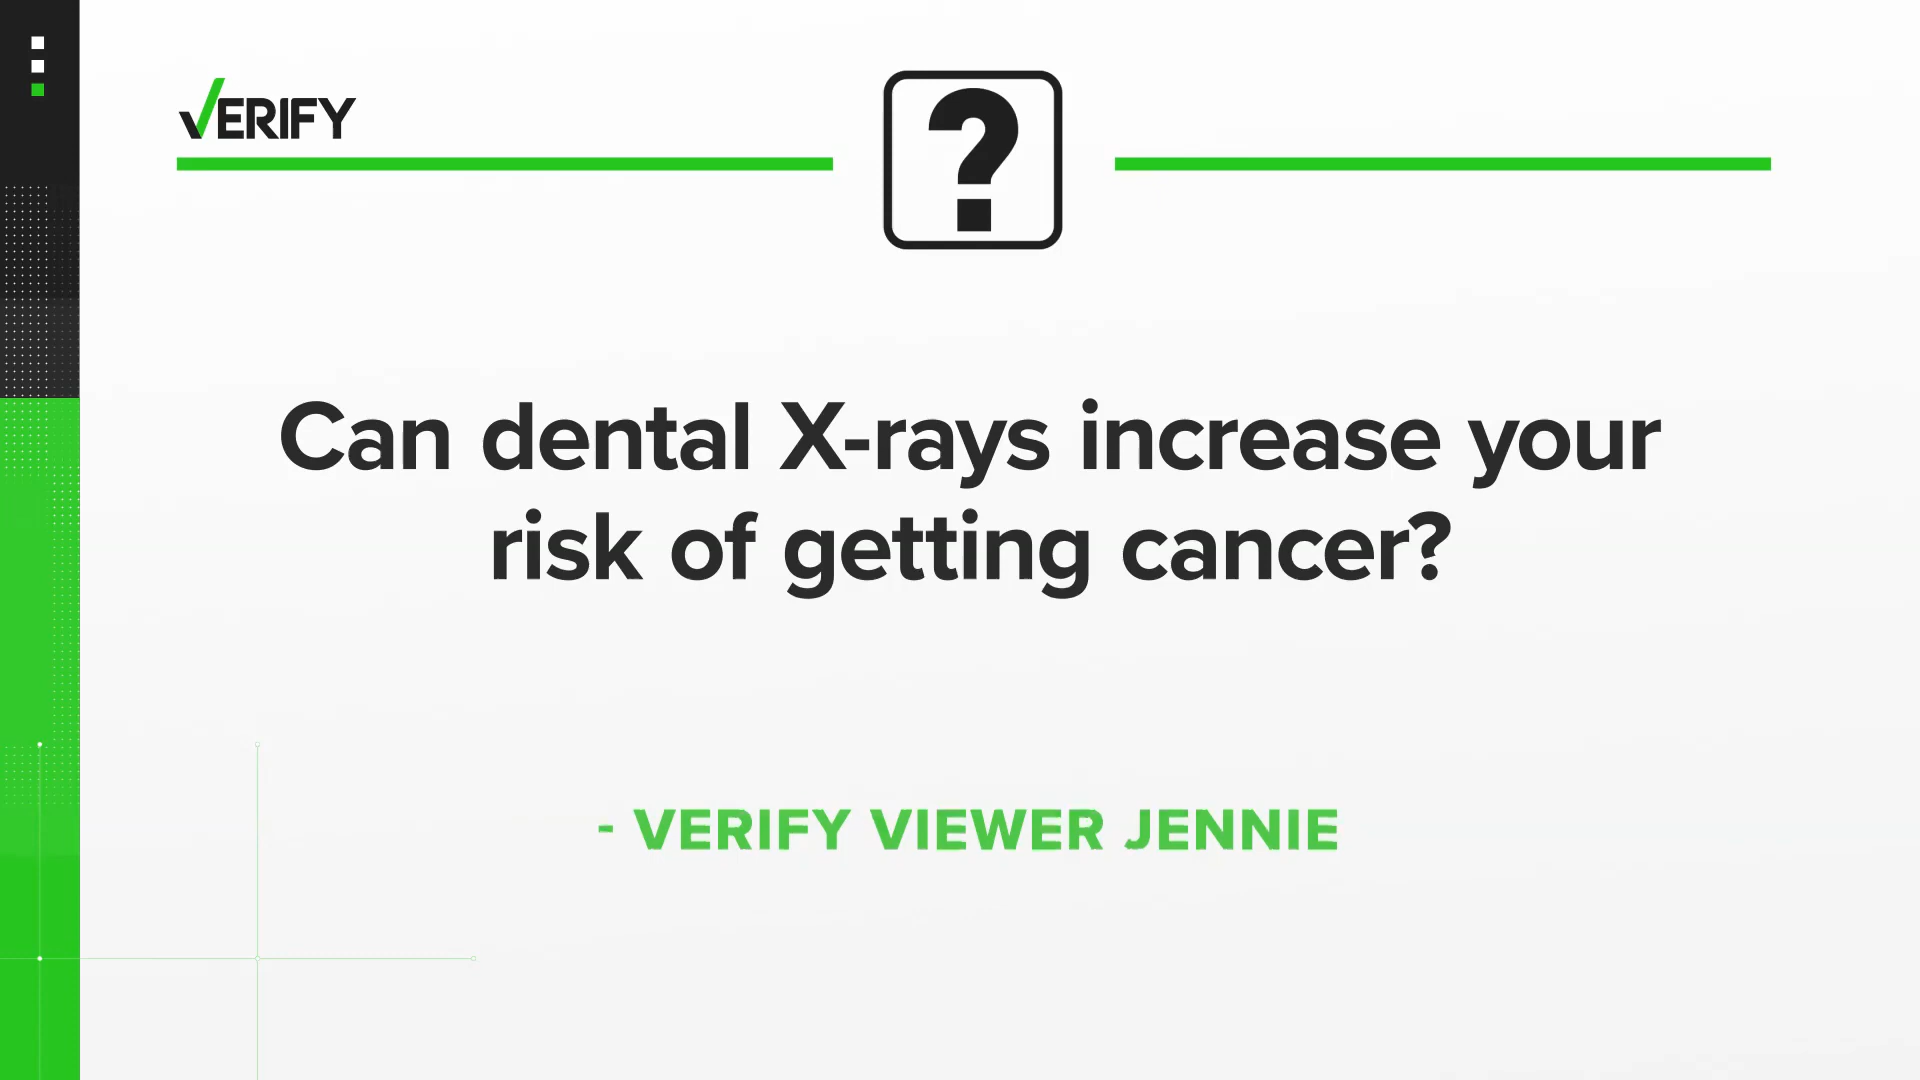 VERIFY
?
Can dental X-rays increase your
risk of getting cancer?
- VERIFY VIEWER JENNIE